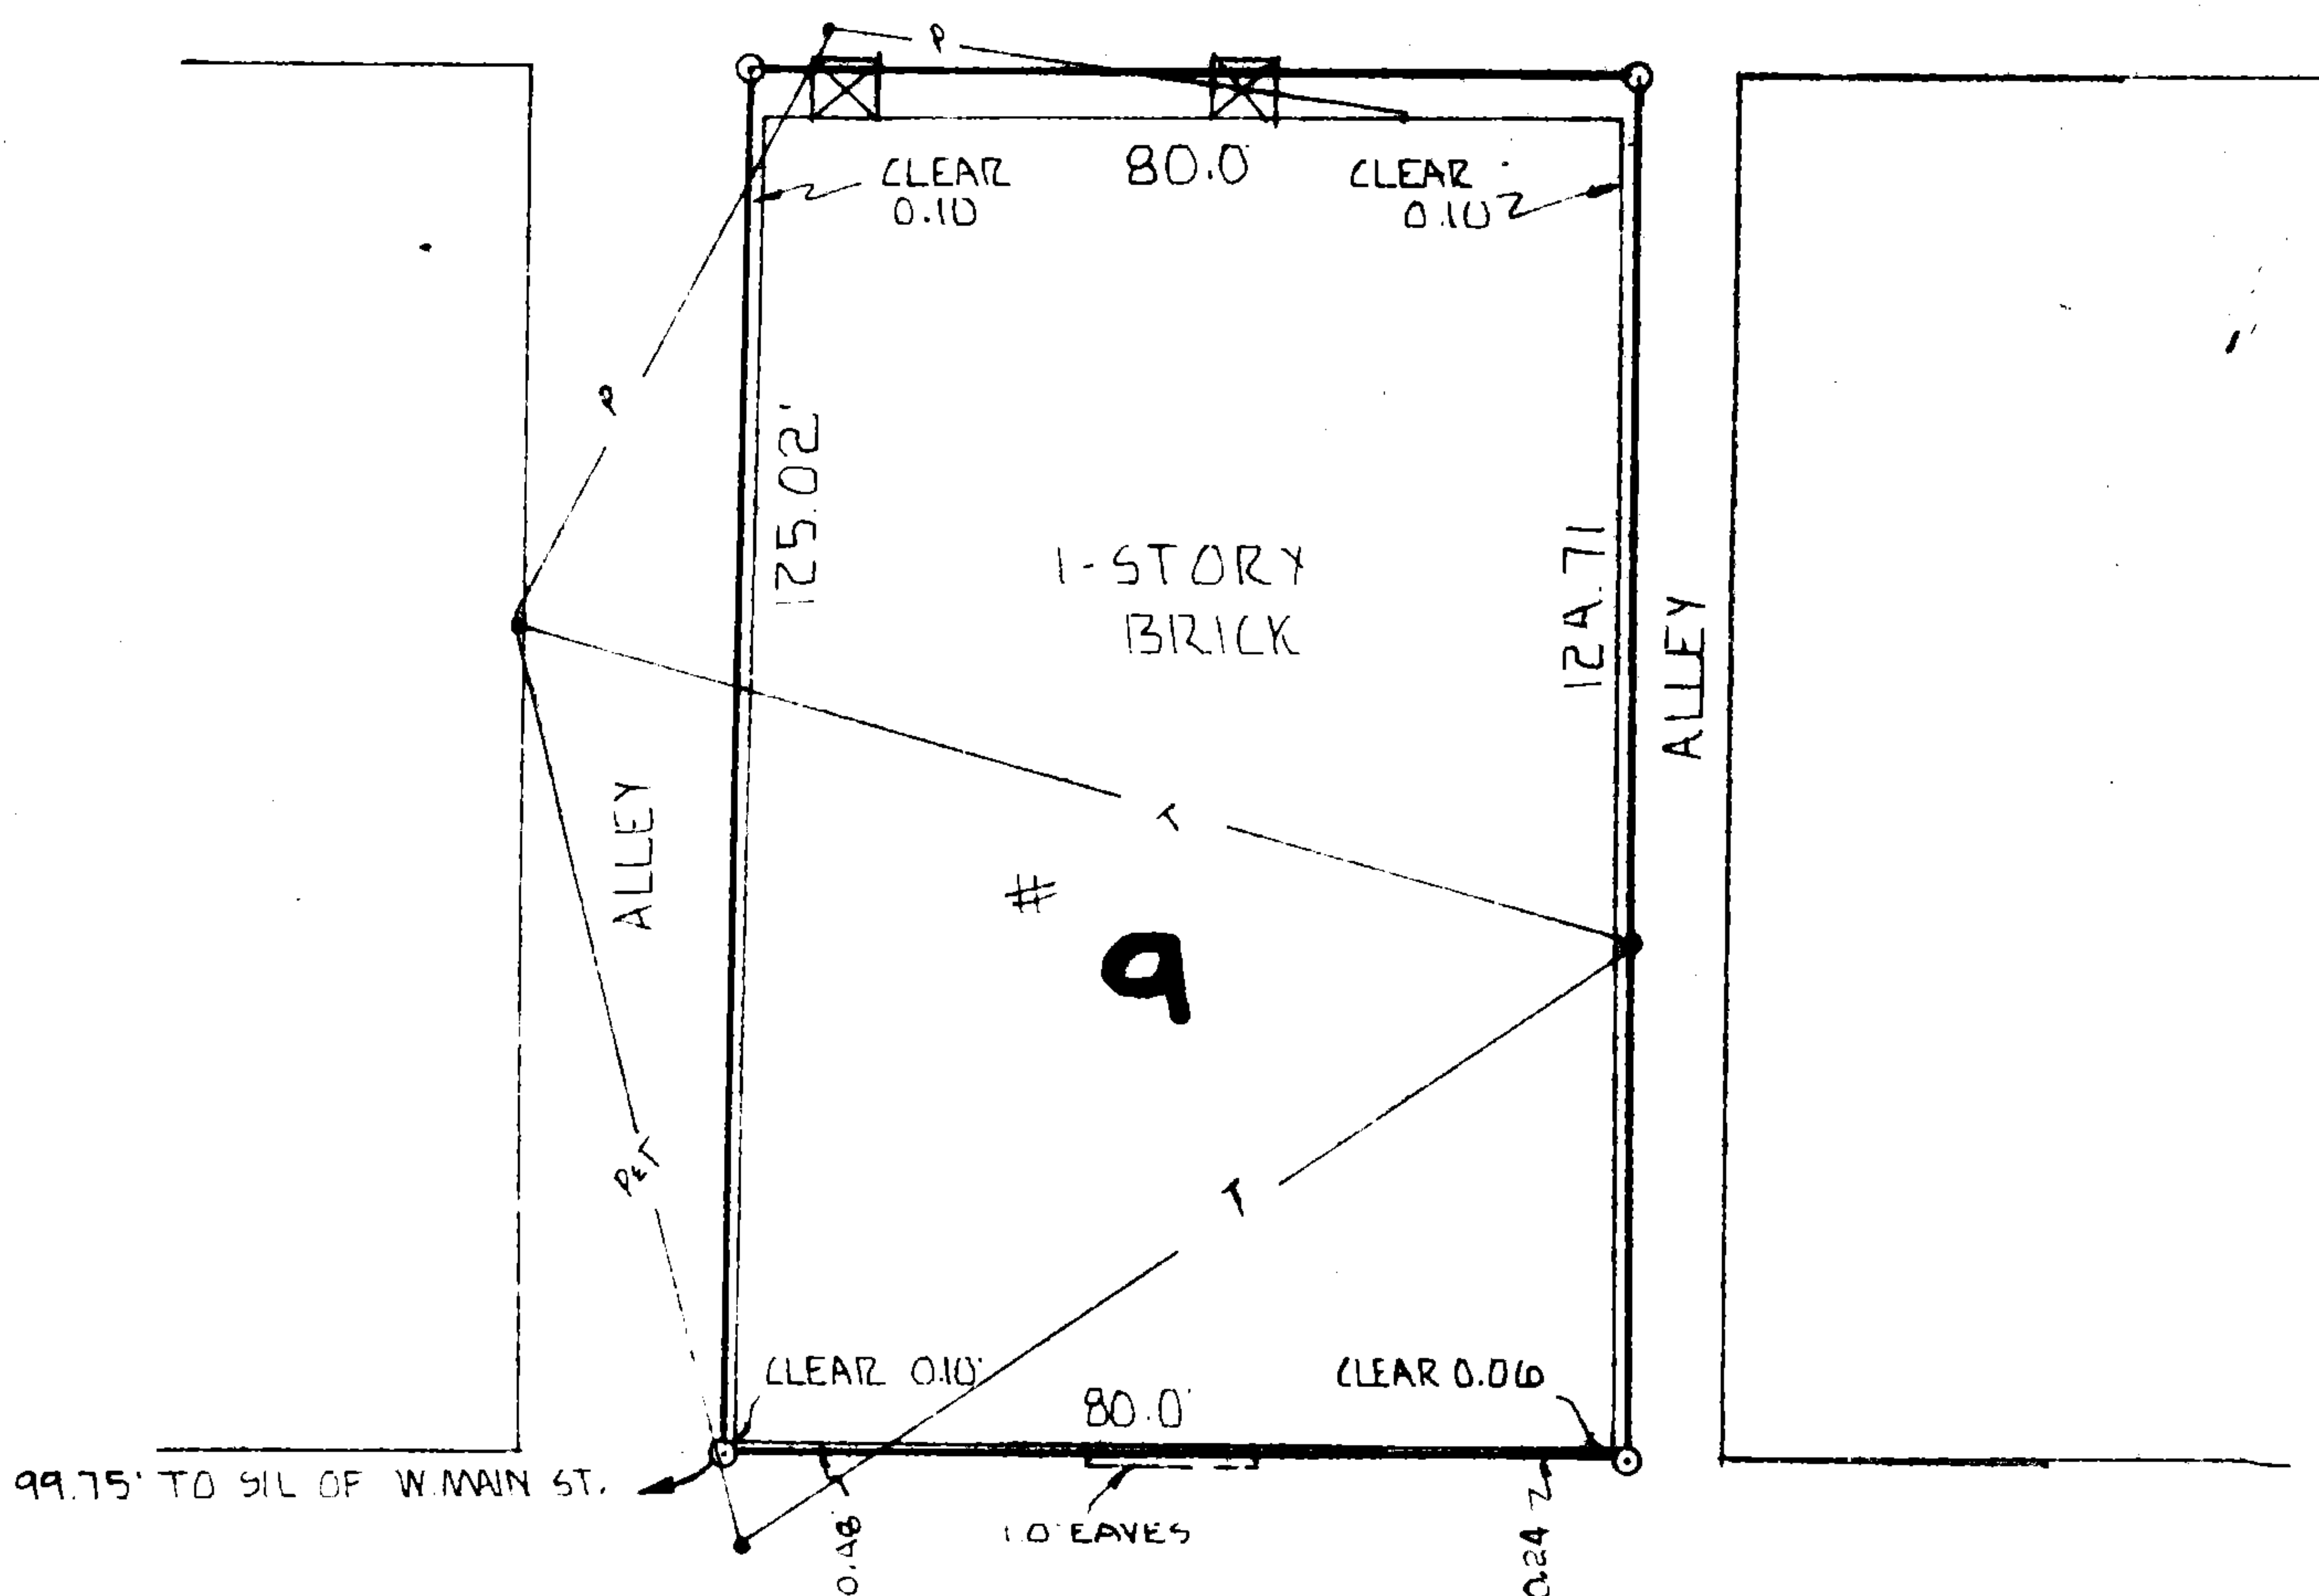 P
CLEAR
0.10
80.0
CLEAR
0.10
P
125.02'
1-STORY
BRICK
124.71
ALLEY
T
ALLEY
#
9
P&T
T
CLEAR 0.10'
80.0'
CLEAR 0.06
99.75' TO S/L OF W. MAIN ST.
0.48
1.0' EAVES
0.24